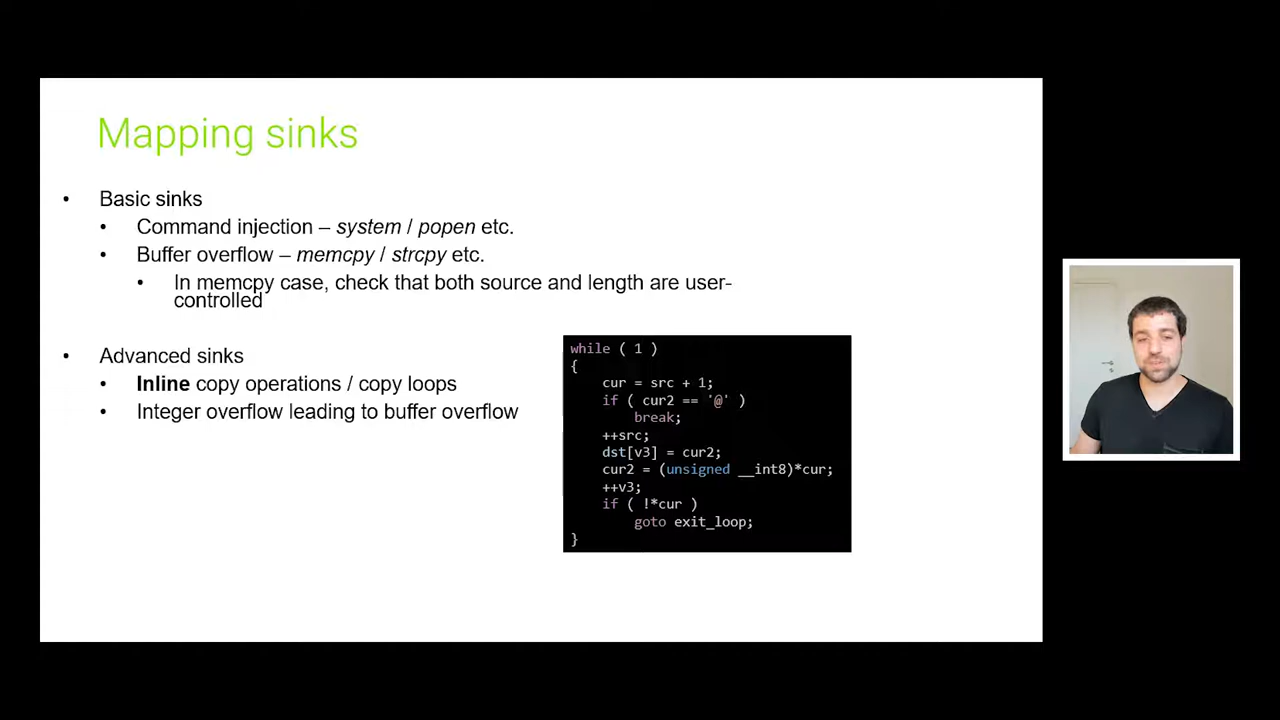 Mapping sinks
• Basic sinks
• Command injection – system / popen etc.
• Buffer overflow – memcpy / strcpy etc.
• In memcpy case, check that both source and length are user-
controlled
• Advanced sinks
• Inline copy operations / copy loops
• Integer overflow leading to buffer overflow
while ( 1 )
{
cur = src + 1;
if ( cur2 == '@' )
break;
++src;
dst[v3] = cur2;
cur2 = (unsigned __int8)*cur;
++v3;
if ( !*cur )
goto exit_loop;
}